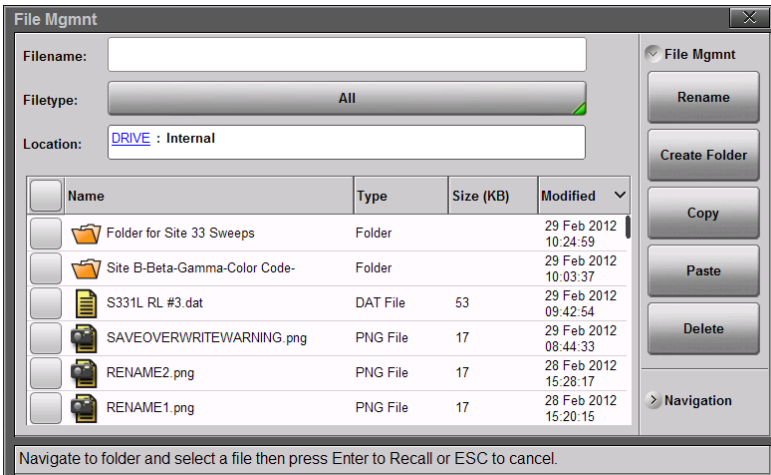 File Mgmnt
Filename:
Filetype: All
Location: DRIVE : Internal
Name Type Size (KB) Modified
Folder for Site 33 Sweeps Folder 29 Feb 2012
10:24:59
Site B-Beta-Gamma-Color Code- Folder 29 Feb 2012
10:03:37
S331L RL #3.dat DAT File 53 29 Feb 2012
09:42:54
SAVEOVERWRITEWARNING.png PNG File 17 29 Feb 2012
08:44:33
RENAME2.png PNG File 17 28 Feb 2012
15:28:17
RENAME1.png PNG File 17 28 Feb 2012
15:20:15
File Mgmnt
Rename
Create Folder
Copy
Paste
Delete
Navigation
Navigate to folder and select a file then press Enter to Recall or ESC to cancel.